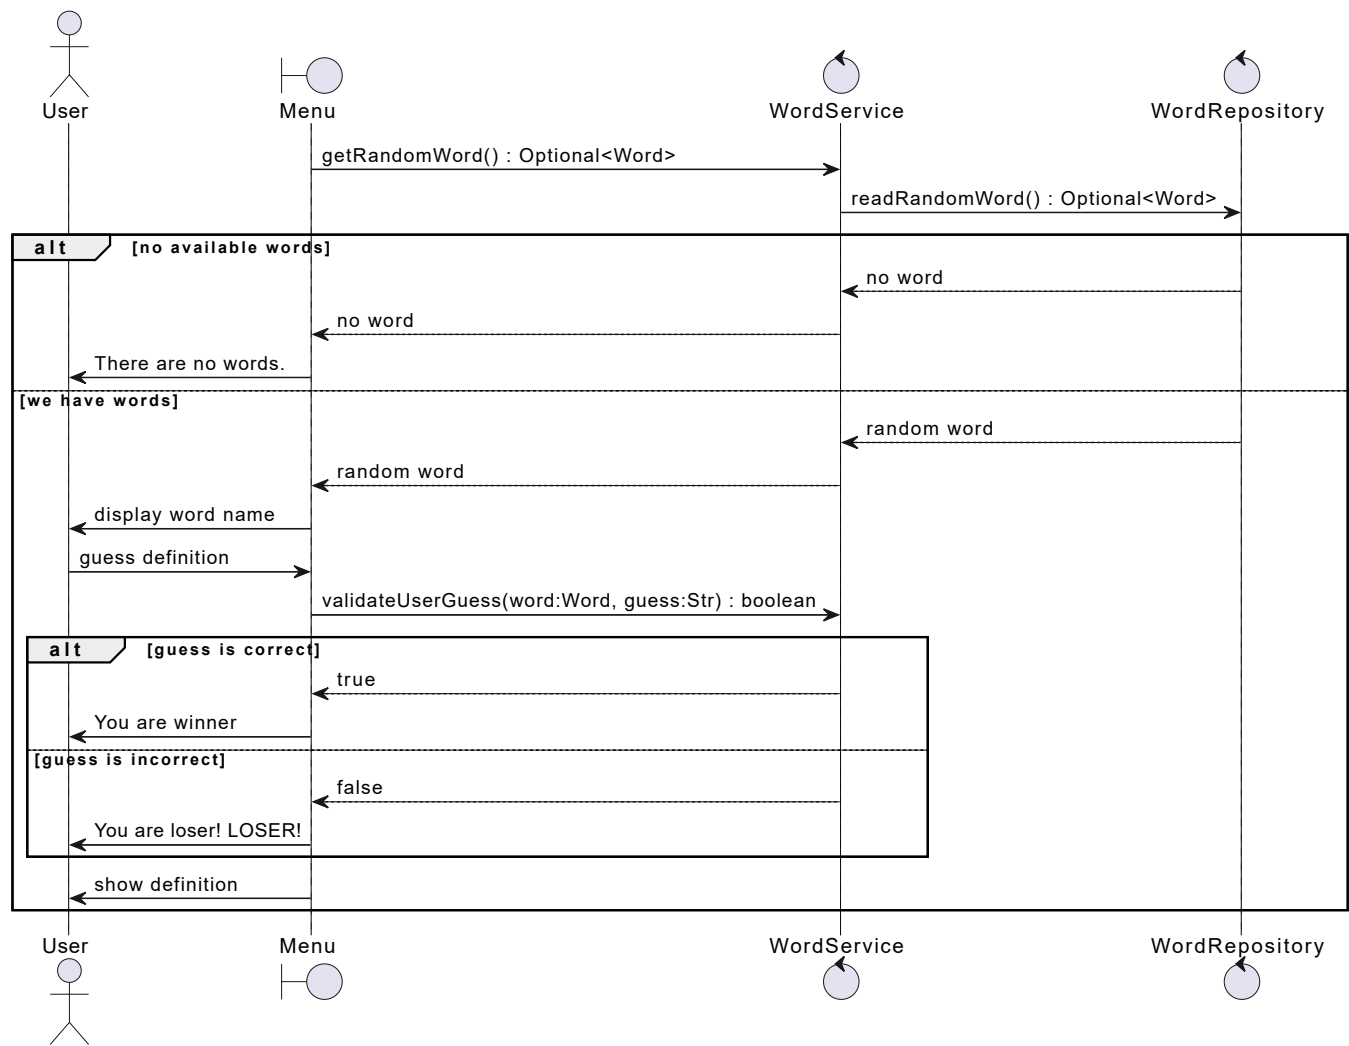 User
Menu
WordService
WordRepository
getRandomWord() : Optional<Word>
readRandomWord() : Optional<Word>
alt [no available words]
no word
no word
There are no words.
[we have words]
random word
random word
display word name
guess definition
validateUserGuess(word:Word, guess:Str) : boolean
alt [guess is correct]
true
You are winner
[guess is incorrect]
false
You are loser! LOSER!
show definition
User
Menu
WordService
WordRepository